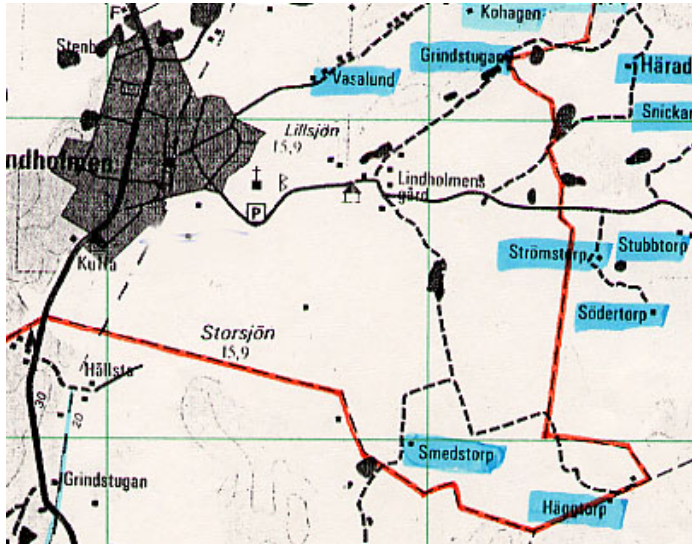 F
Kohagen
Stenb
Grindstugan
Härad
Vasalund
Snickar
Lillsjön
15,9
ndholmen
Lindholmens
gård
P
Kulla
Strömstorp
Stubbtorp
Södertorp
Storsjön
15,9
Hållsta
30
20
Smedstorp
Grindstugan
Häggtorp